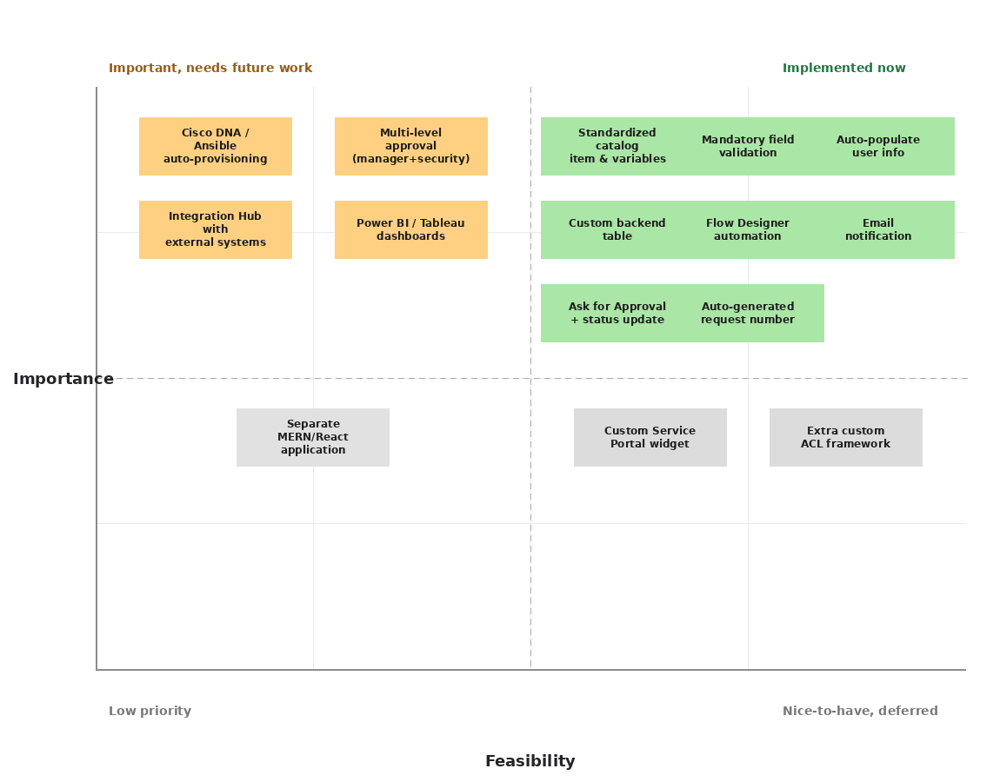 Important, needs future work
Implemented now
Cisco DNA /
Ansible
auto-provisioning
Multi-level
approval
(manager+security)
Standardized
catalog
item & variables
Mandatory field
validation
Auto-populate
user info
Integration Hub
with
external systems
Power BI / Tableau
dashboards
Custom backend
table
Flow Designer
automation
Email
notification
Ask for Approval
+ status update
Auto-generated
request number
Importance
Separate
MERN/React
application
Custom Service
Portal widget
Extra custom
ACL framework
Low priority
Nice-to-have, deferred
Feasibility